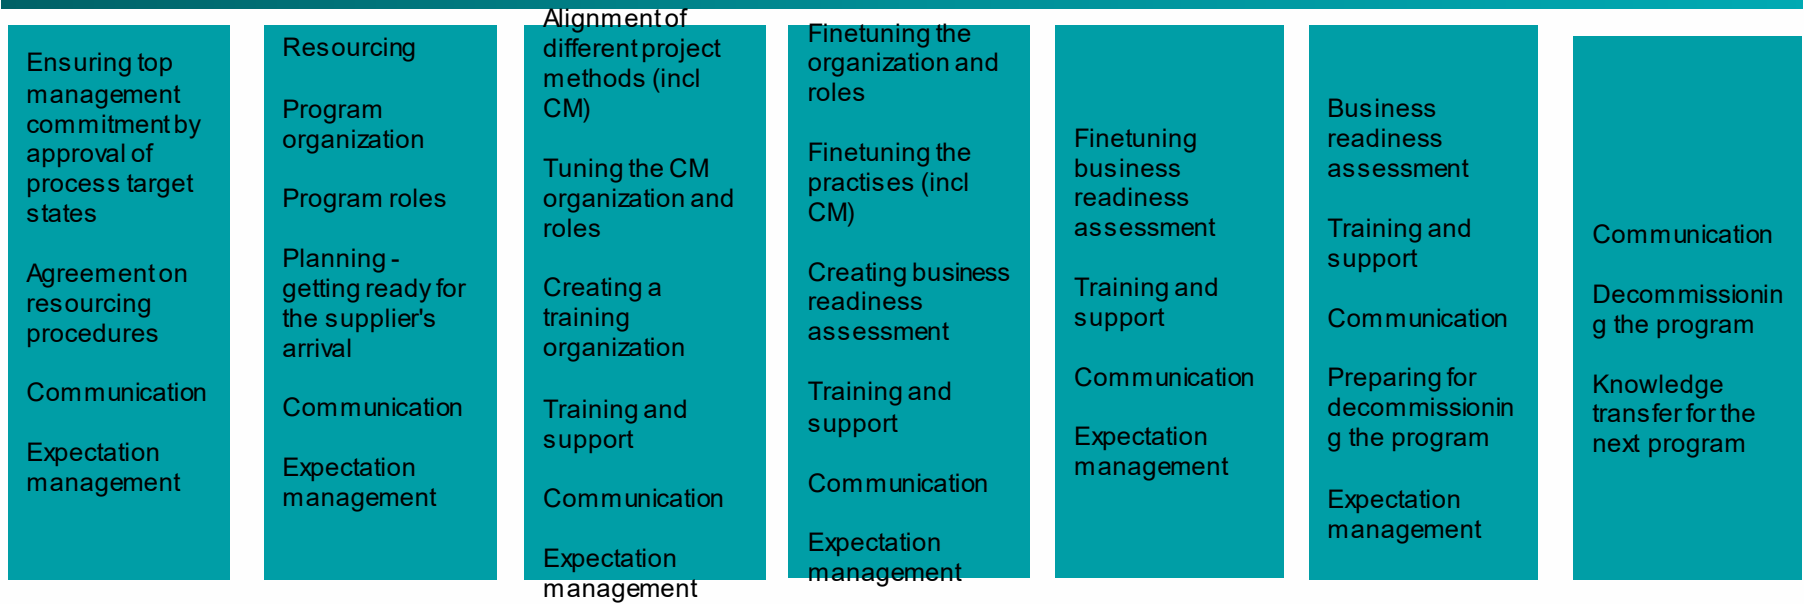 Ensuring top
management
commitment by
approval of
process target
states
Agreement on
resourcing
procedures
Communication
Expectation
management
Resourcing
Program
organization
Program roles
Planning -
getting ready for
the supplier's
arrival
Communication
Expectation
management
Alignment of
different project
methods (incl
CM)
Tuning the CM
organization and
roles
Creating a
training
organization
Training and
support
Communication
Expectation
management
Finetuning the
organization and
roles
Finetuning the
practises (incl
CM)
Creating business
readiness
assessment
Training and
support
Communication
Expectation
management
Finetuning
business
readiness
assessment
Training and
support
Communication
Expectation
management
Business
readiness
assessment
Training and
support
Communication
Preparing for
decommissionin
g the program
Expectation
management
Communication
Decommissionin
g the program
Knowledge
transfer for the
next program